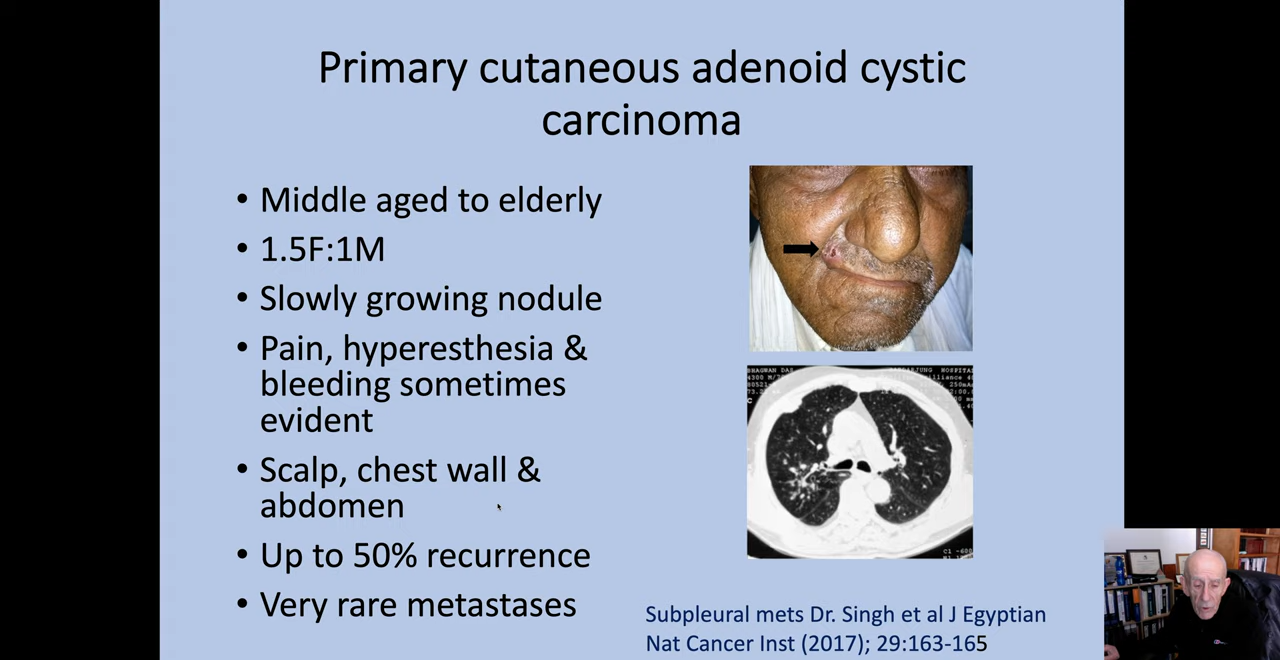 Primary cutaneous adenoid cystic
carcinoma
• Middle aged to elderly
• 1.5F:1M
• Slowly growing nodule
• Pain, hyperesthesia &
bleeding sometimes
evident
• Scalp, chest wall &
abdomen
• Up to 50% recurrence
• Very rare metastases
Subpleural mets Dr. Singh et al J Egyptian
Nat Cancer Inst (2017); 29:163-165